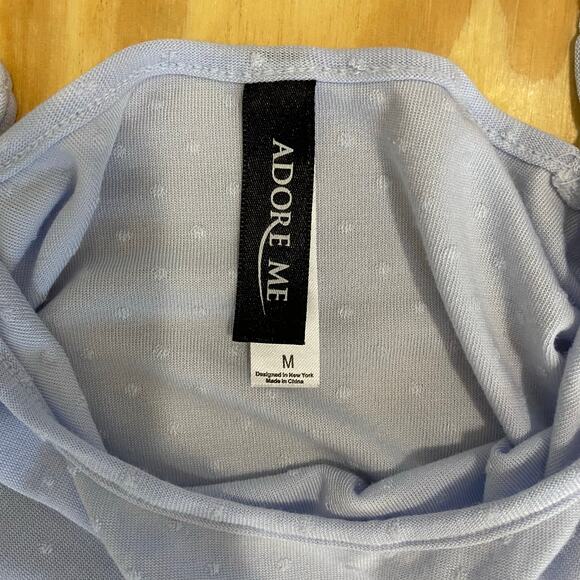 ADORE ME
M
Designed in New York
Made in China